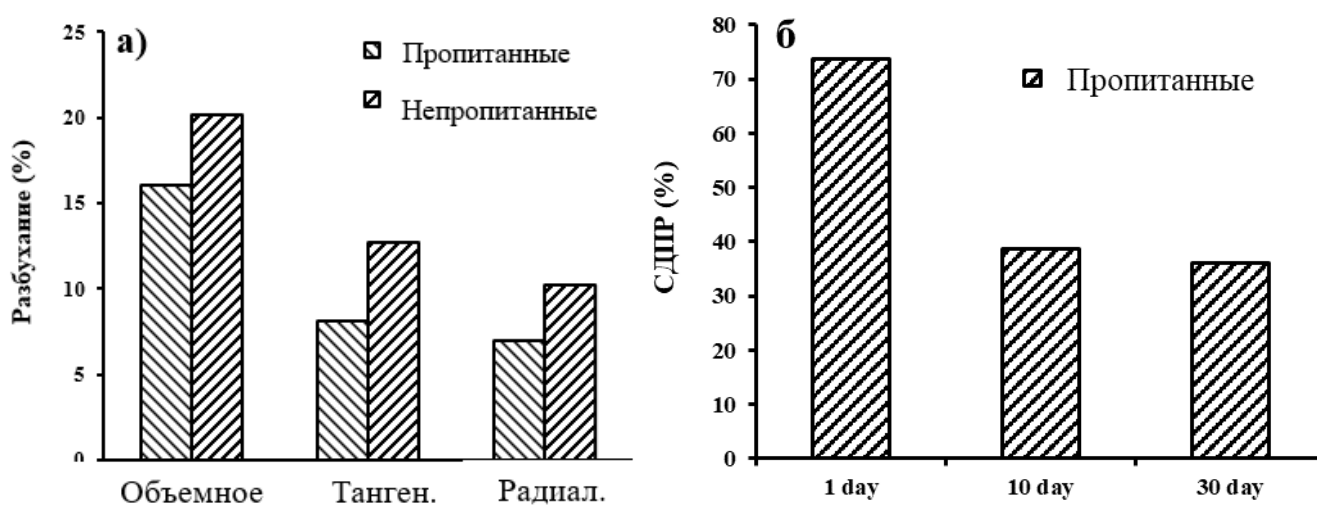 а)
Пропитанные
Непропитанные
Разбухание (%)
25
20
15
10
5
0
Объемное
Танген.
Радиал.
б
Пропитанные
СДПР (%)
80
70
60
50
40
30
20
10
0
1 day
10 day
30 day